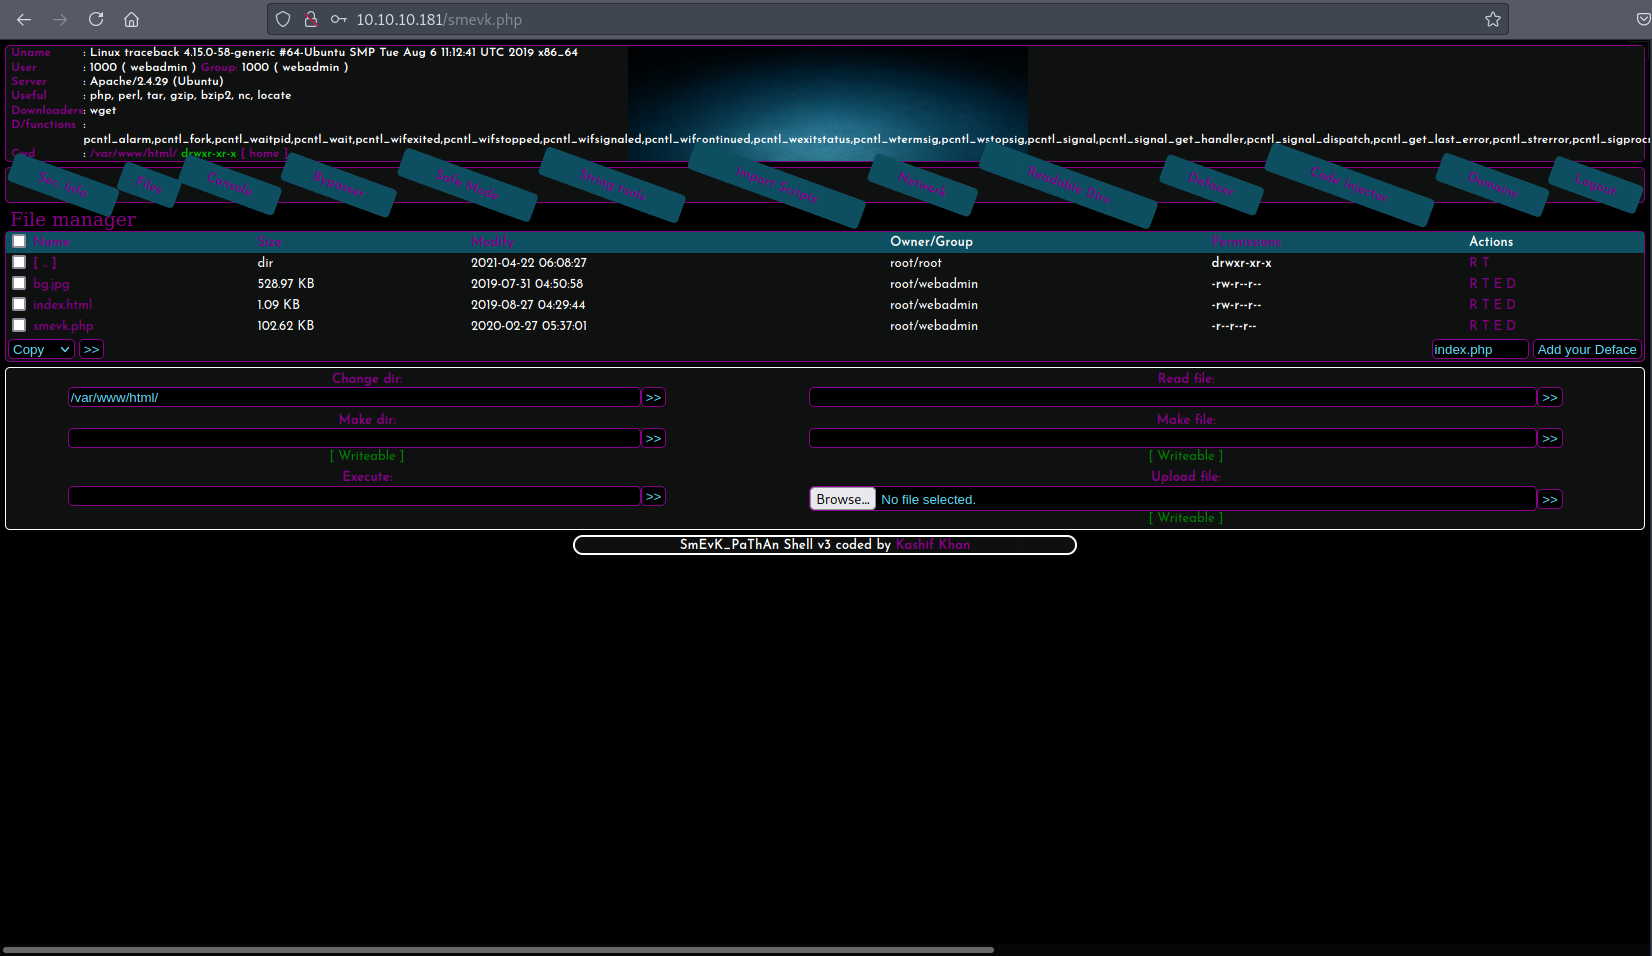 10.10.10.181/smevk.php
Uname : Linux traceback 4.15.0-58-generic #64-Ubuntu SMP Tue Aug 6 11:12:41 UTC 2019 x86_64
User : 1000 ( webadmin ) Group: 1000 ( webadmin )
Server : Apache/2.4.29 (Ubuntu)
Useful : php, perl, tar, gzip, bzip2, nc, locate
Downloaders: wget
D/functions :
pcntl_alarm,pcntl_fork,pcntl_waitpid,pcntl_wait,pcntl_wifexited,pcntl_wifstopped,pcntl_wifsignaled,pcntl_wifcontinued,pcntl_wexitstatus,pcntl_wtermsig,pcntl_wstopsig,pcntl_signal,pcntl_signal_get_handler,pcntl_signal_dispatch,pcntl_get_last_error,pcntl_strerror,pcntl_sigproc
Cwd : /var/www/html/ drwxr-xr-x [ home ]
Sec. Info Files Console Bypasser Safe Mode String tools Import Scripts Network Readable Dirs Defaces Code Injector Domains Logout
File manager
Name Size Modify Owner/Group Permissions Actions
[ .. ] dir 2021-04-22 06:08:27 root/root drwxr-xr-x R T
bg.jpg 528.97 KB 2019-07-31 04:50:58 root/webadmin -rw-r--r-- R T E D
index.html 1.09 KB 2019-08-27 04:29:44 root/webadmin -rw-r--r-- R T E D
smevk.php 102.62 KB 2020-02-27 05:37:01 root/webadmin -r--r--r-- R T E D
Copy >> index.php Add your Deface
Change dir: Read file:
/var/www/html/ >> >>
Make dir: Make file:
>> >>
[ Writeable ] [ Writeable ]
Execute: Upload file:
>> Browse... No file selected. >>
[ Writeable ]
SmEvK_PaThAn Shell v3 coded by Kashif Khan